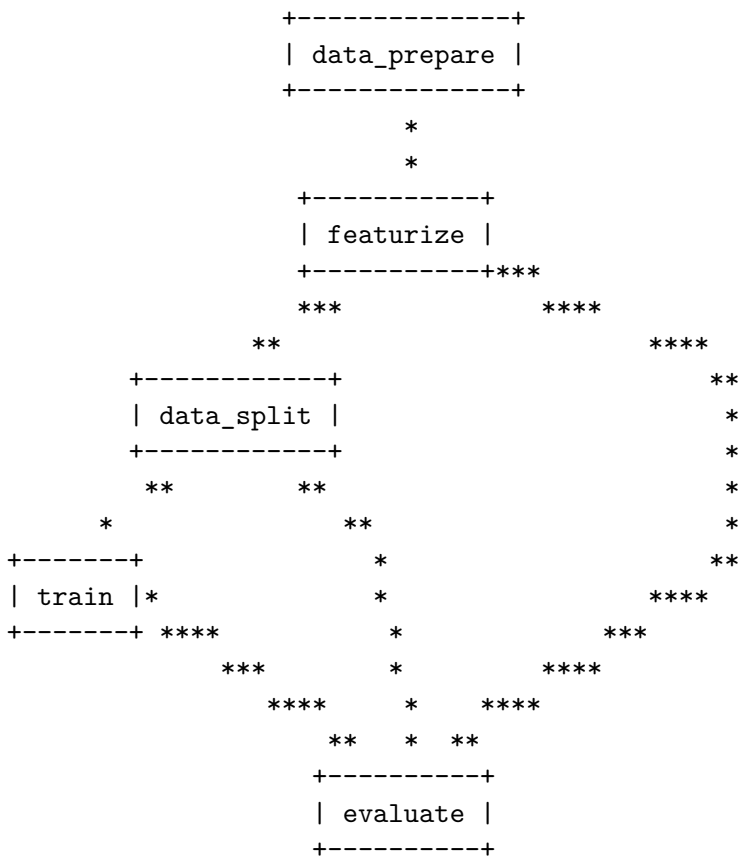 data_prepare
featurize
data_split
train
evaluate